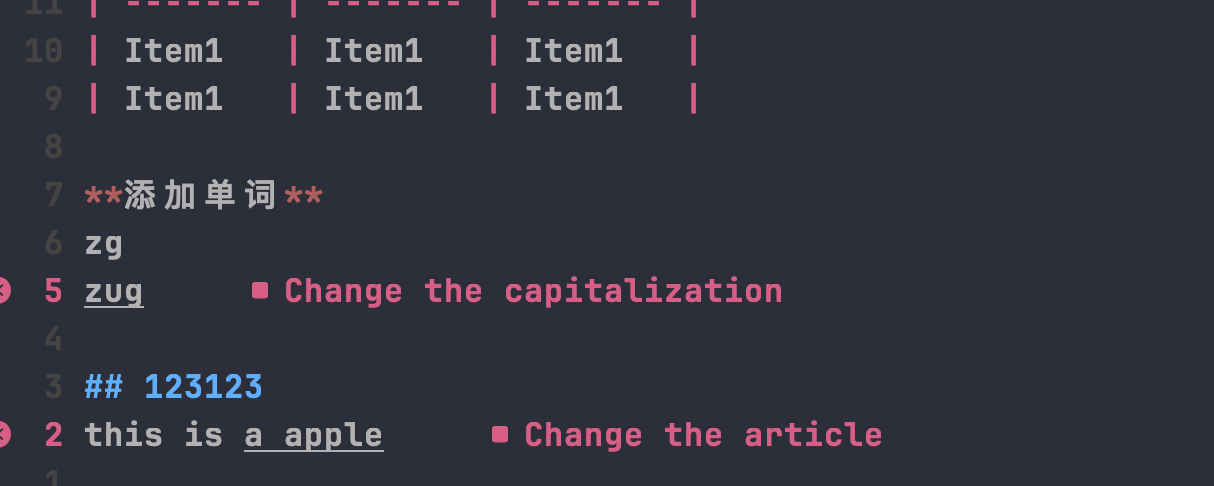 11 | ------- | ------- | ------- |
10 | Item1 | Item1 | Item1 |
9 | Item1 | Item1 | Item1 |
8
7 **添加单词**
6 zg
5 zug ■ Change the capitalization
4
3 ## 123123
2 this is a apple ■ Change the article
1